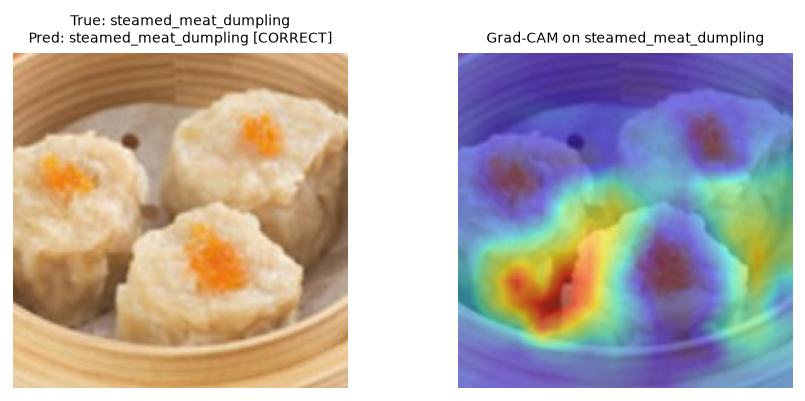 True: steamed_meat_dumpling
Pred: steamed_meat_dumpling [CORRECT]
Grad-CAM on steamed_meat_dumpling